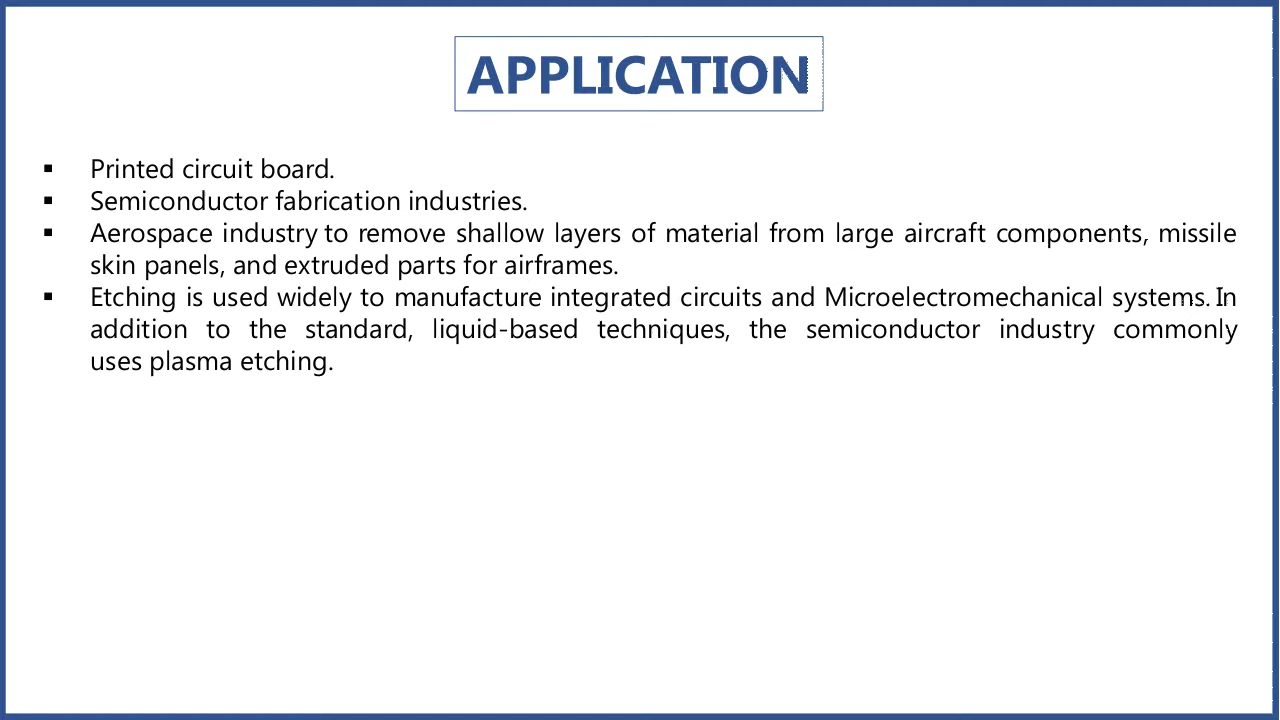 APPLICATION
▪ Printed circuit board.
▪ Semiconductor fabrication industries.
▪ Aerospace industry to remove shallow layers of material from large aircraft components, missile
skin panels, and extruded parts for airframes.
▪ Etching is used widely to manufacture integrated circuits and Microelectromechanical systems. In
addition to the standard, liquid-based techniques, the semiconductor industry commonly
uses plasma etching.